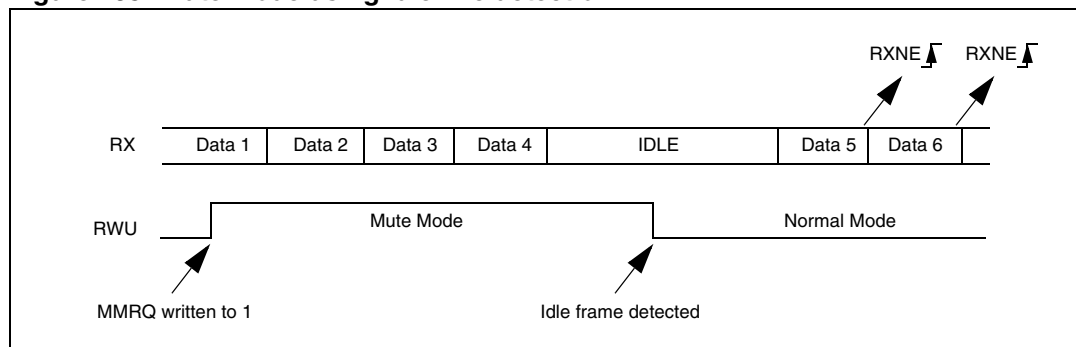 RXNE RXNE
RX Data 1 Data 2 Data 3 Data 4 IDLE Data 5 Data 6
RWU Mute Mode Normal Mode
MMRQ written to 1 Idle frame detected